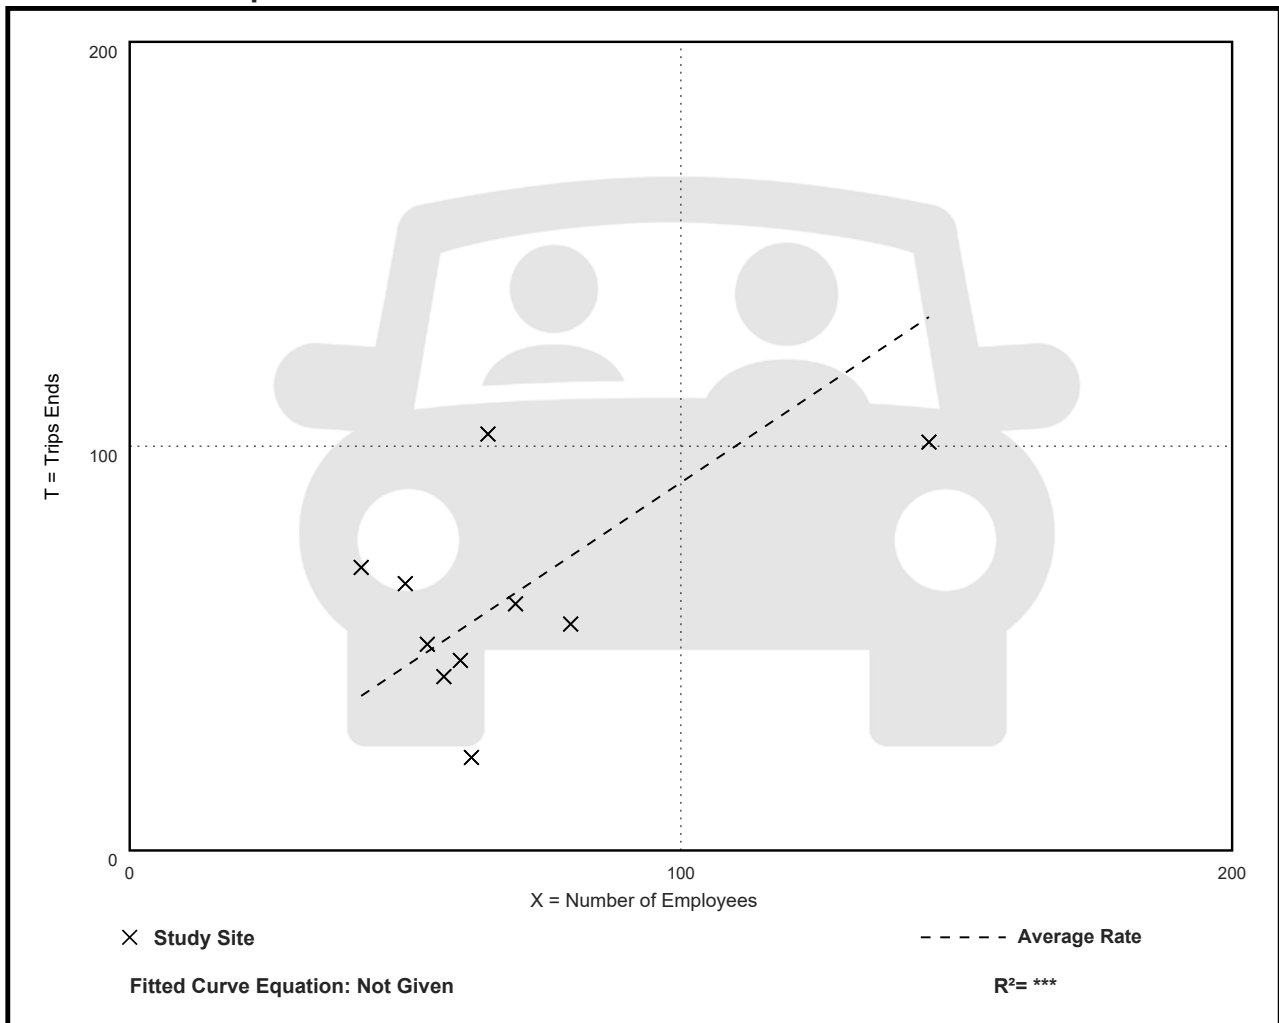 200
T = Trips Ends
100
0
0 100 200
X = Number of Employees
Study Site
Average Rate
Fitted Curve Equation: Not Given
R²= ***